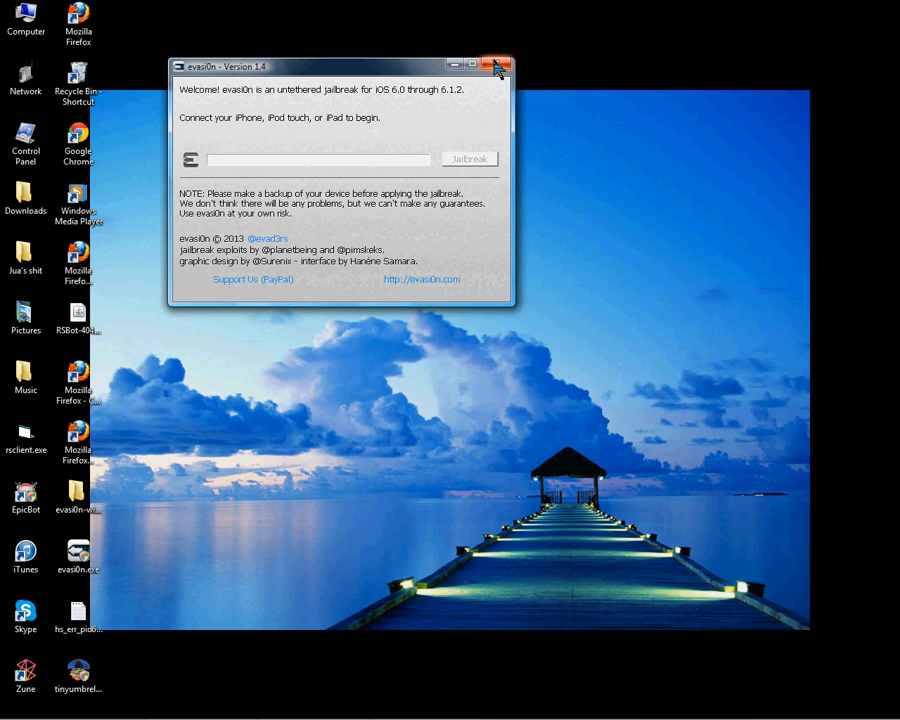 Computer
Mozilla
Firefox
Network
Recycle Bin -
Shortcut
Control
Panel
Google
Chrome
Downloads
Windows
Media Player
Jua's shit
Mozilla
Firefo...
Pictures
RSBot-404...
Music
Mozilla
Firefox - C...
rsclient.exe
Mozilla
Firefox...
EpicBot
evasi0n-wi...
iTunes
evasi0n.exe
Skype
hs_err_pid6...
Zune
tinyumbrel...
evasi0n - Version 1.4
Welcome! evasi0n is an untethered jailbreak for iOS 6.0 through 6.1.2.
Connect your iPhone, iPod touch, or iPad to begin.
Jailbreak
NOTE: Please make a backup of your device before applying the jailbreak.
We don't think there will be any problems, but we can't make any guarantees.
Use evasi0n at your own risk.
evasi0n © 2013 @evad3rs
jailbreak exploits by @planetbeing and @pimskeks.
graphic design by @Surenix - interface by Hanéne Samara.
Support Us (PayPal) http://evasi0n.com